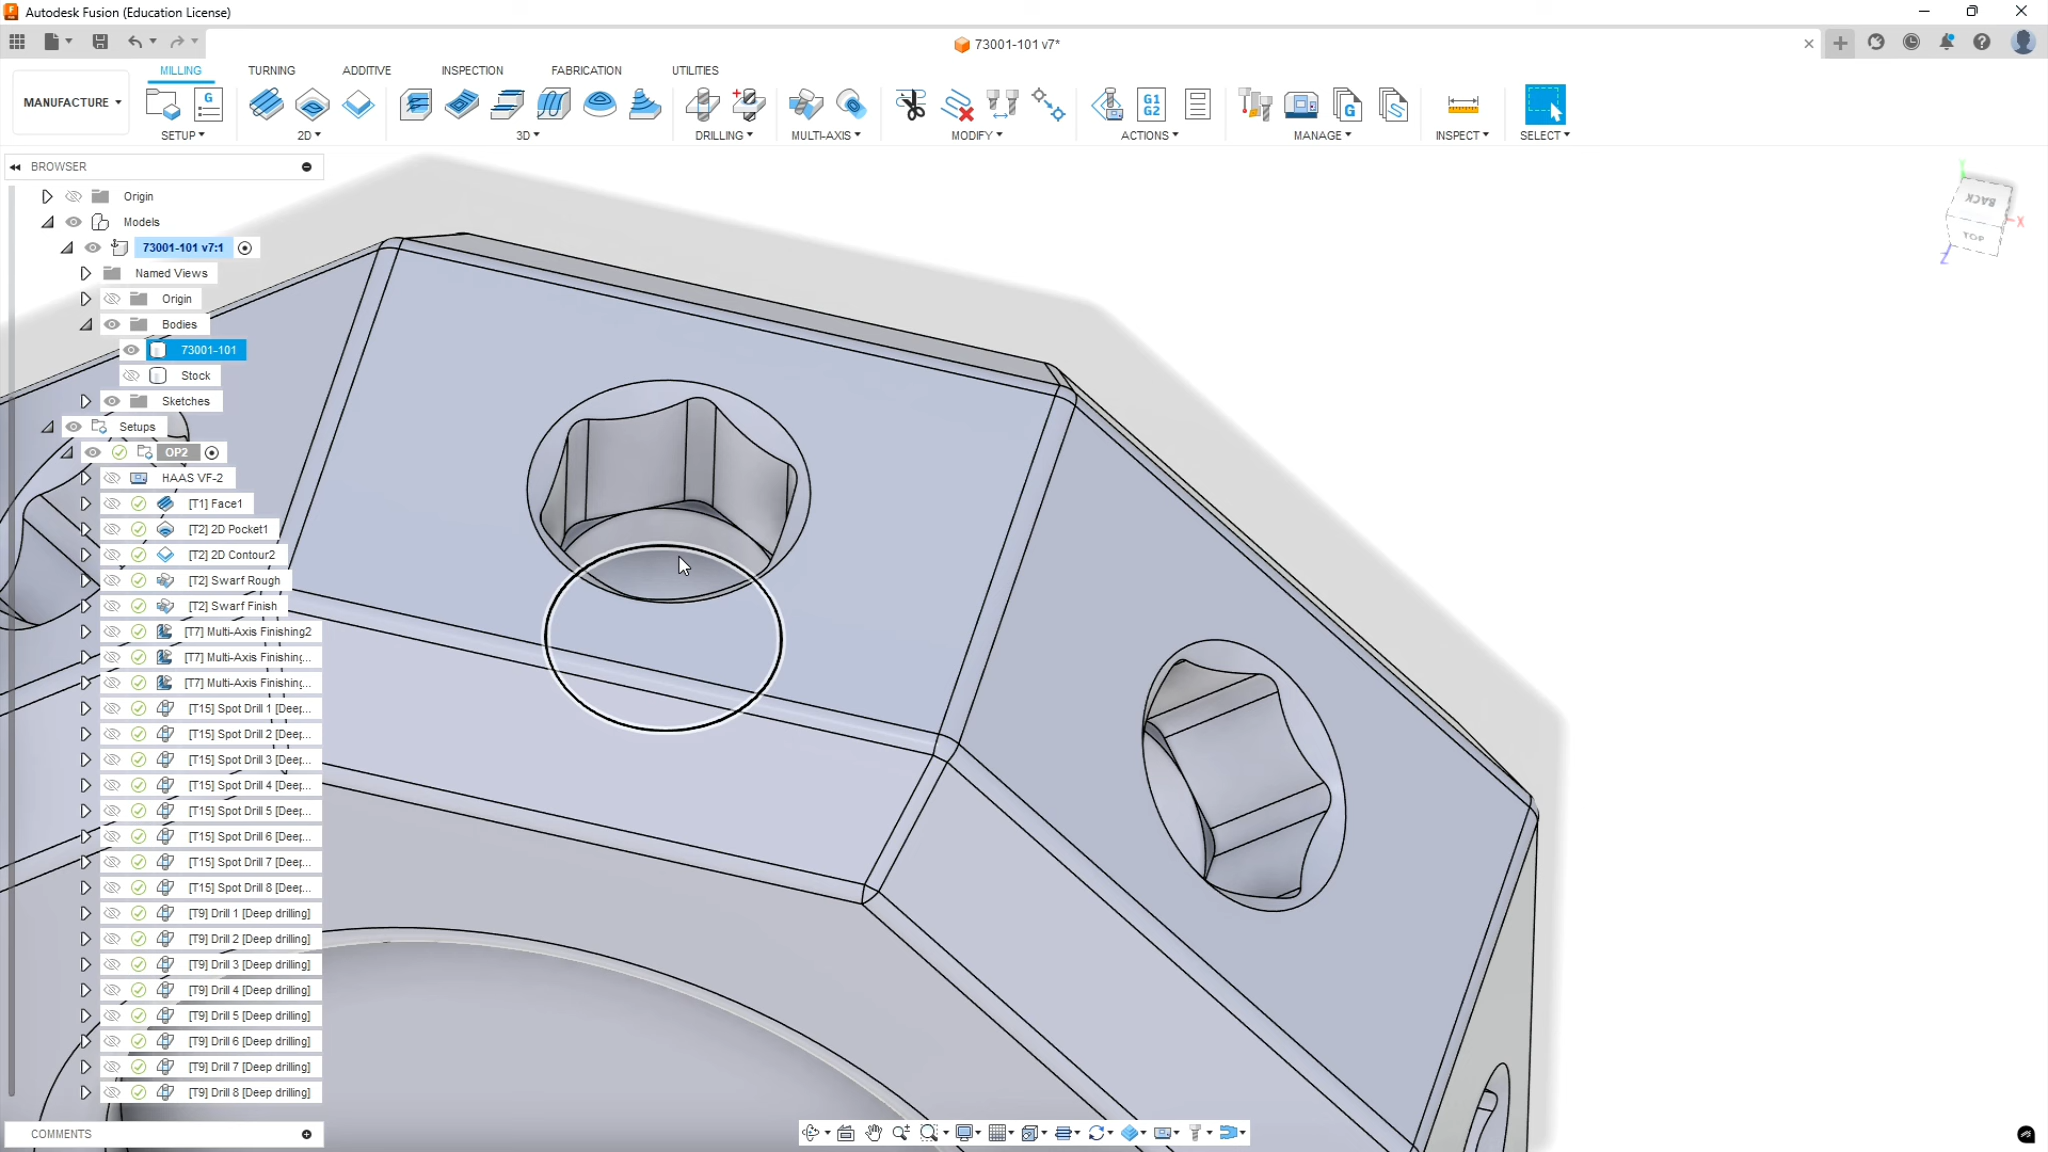 Autodesk Fusion (Education License)
73001-101 v7*
MILLING TURNING ADDITIVE INSPECTION FABRICATION UTILITIES
MANUFACTURE
G
G1
G2
SETUP 2D 3D DRILLING MULTI-AXIS MODIFY ACTIONS MANAGE INSPECT SELECT
BROWSER
Origin
Models
73001-101 v7:1
Named Views
Origin
Bodies
73001-101
Stock
Sketches
Setups
OP2
HAAS VF-2
[T1] Face1
[T2] 2D Pocket1
[T2] 2D Contour2
[T2] Swarf Rough
[T2] Swarf Finish
[T7] Multi-Axis Finishing2
[T7] Multi-Axis Finishing...
[T7] Multi-Axis Finishing...
[T15] Spot Drill 1 [Deep...
[T15] Spot Drill 2 [Deep...
[T15] Spot Drill 3 [Deep...
[T15] Spot Drill 4 [Deep...
[T15] Spot Drill 5 [Deep...
[T15] Spot Drill 6 [Deep...
[T15] Spot Drill 7 [Deep...
[T15] Spot Drill 8 [Deep...
[T9] Drill 1 [Deep drilling]
[T9] Drill 2 [Deep drilling]
[T9] Drill 3 [Deep drilling]
[T9] Drill 4 [Deep drilling]
[T9] Drill 5 [Deep drilling]
[T9] Drill 6 [Deep drilling]
[T9] Drill 7 [Deep drilling]
[T9] Drill 8 [Deep drilling]
COMMENTS
BACK
TOP
X
Y
Z